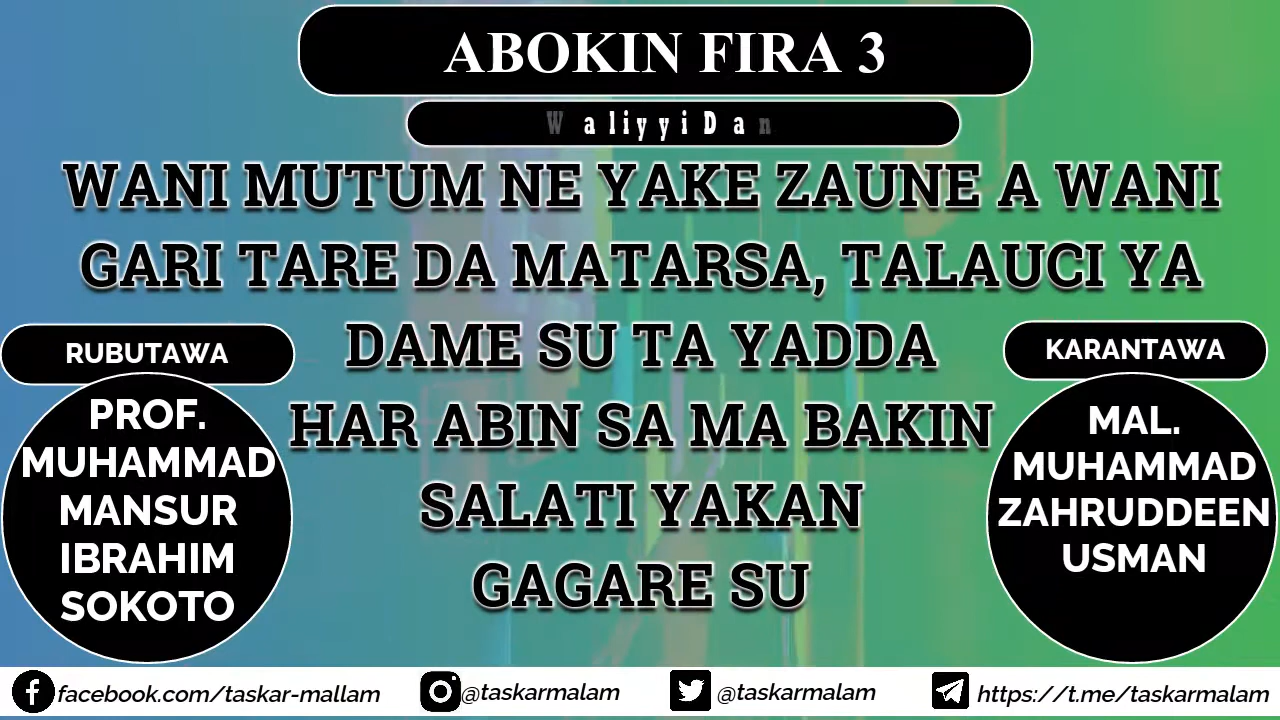 ABOKIN FIRA 3
WaliyyiDan
WANI MUTUM NE YAKE ZAUNE A WANI
GARI TARE DA MATARSA, TALAUCI YA
DAME SU TA YADDA
HAR ABIN SA MA BAKIN
SALATI YAKAN
GAGARE SU
RUBUTAWA
PROF.
MUHAMMAD
MANSUR
IBRAHIM
SOKOTO
KARANTAWA
MAL.
MUHAMMAD
ZAHRUDDEEN
USMAN
facebook.com/taskar-mallam
@taskarmalam
@taskarmalam
https://t.me/taskarmalam